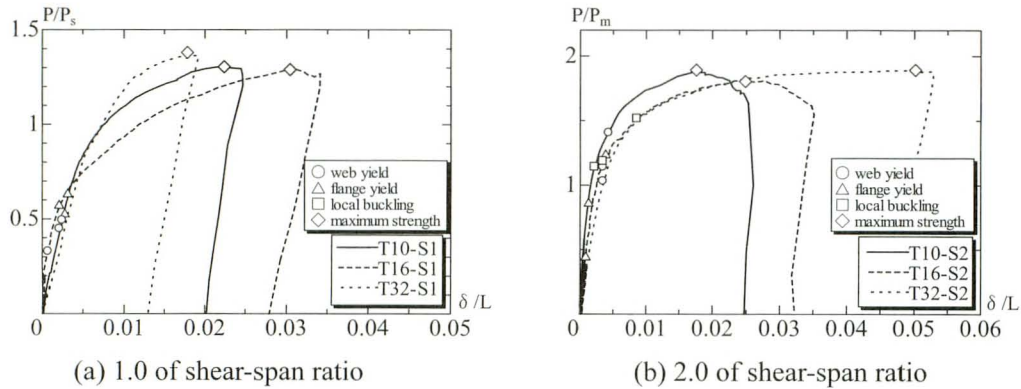 P/Ps
1.5
1
0.5
0
0.01
0.02
0.03
0.04
0.05
δ /L
web yield
flange yield
local buckling
maximum strength
T10-S1
T16-S1
T32-S1
(a) 1.0 of shear-span ratio
P/Pm
2
1
0
0.01
0.02
0.03
0.04
0.05
0.06
δ /L
web yield
flange yield
local buckling
maximum strength
T10-S2
T16-S2
T32-S2
(b) 2.0 of shear-span ratio